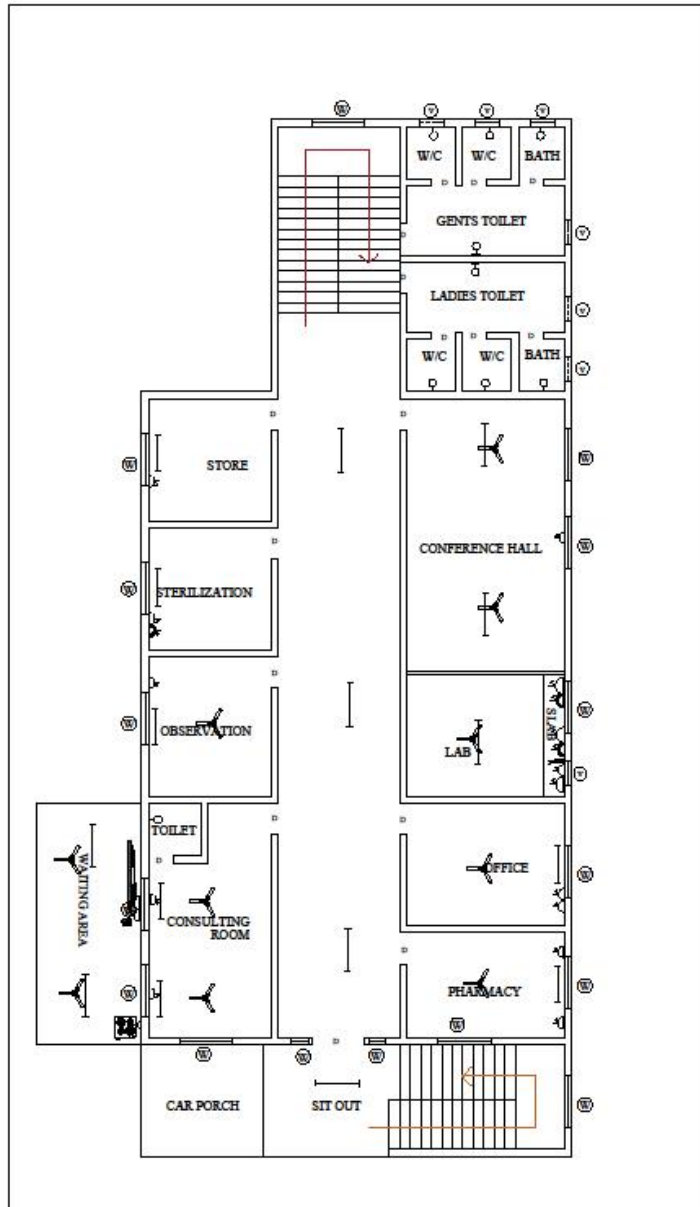 W
V
V
V
W/C
W/C
BATH
GENTS TOILET
V
LADIES TOILET
V
W/C
W/C
BATH
V
STORE
W
W
CONFERENCE HALL
W
STERILIZATION
W
OBSERVATION
W
LAB
SLAB
W
V
TOILET
WAITING AREA
OFFICE
W
CONSULTING
ROOM
W
W
PHARMACY
W
W
W
W
W
CAR PORCH
SIT OUT
W